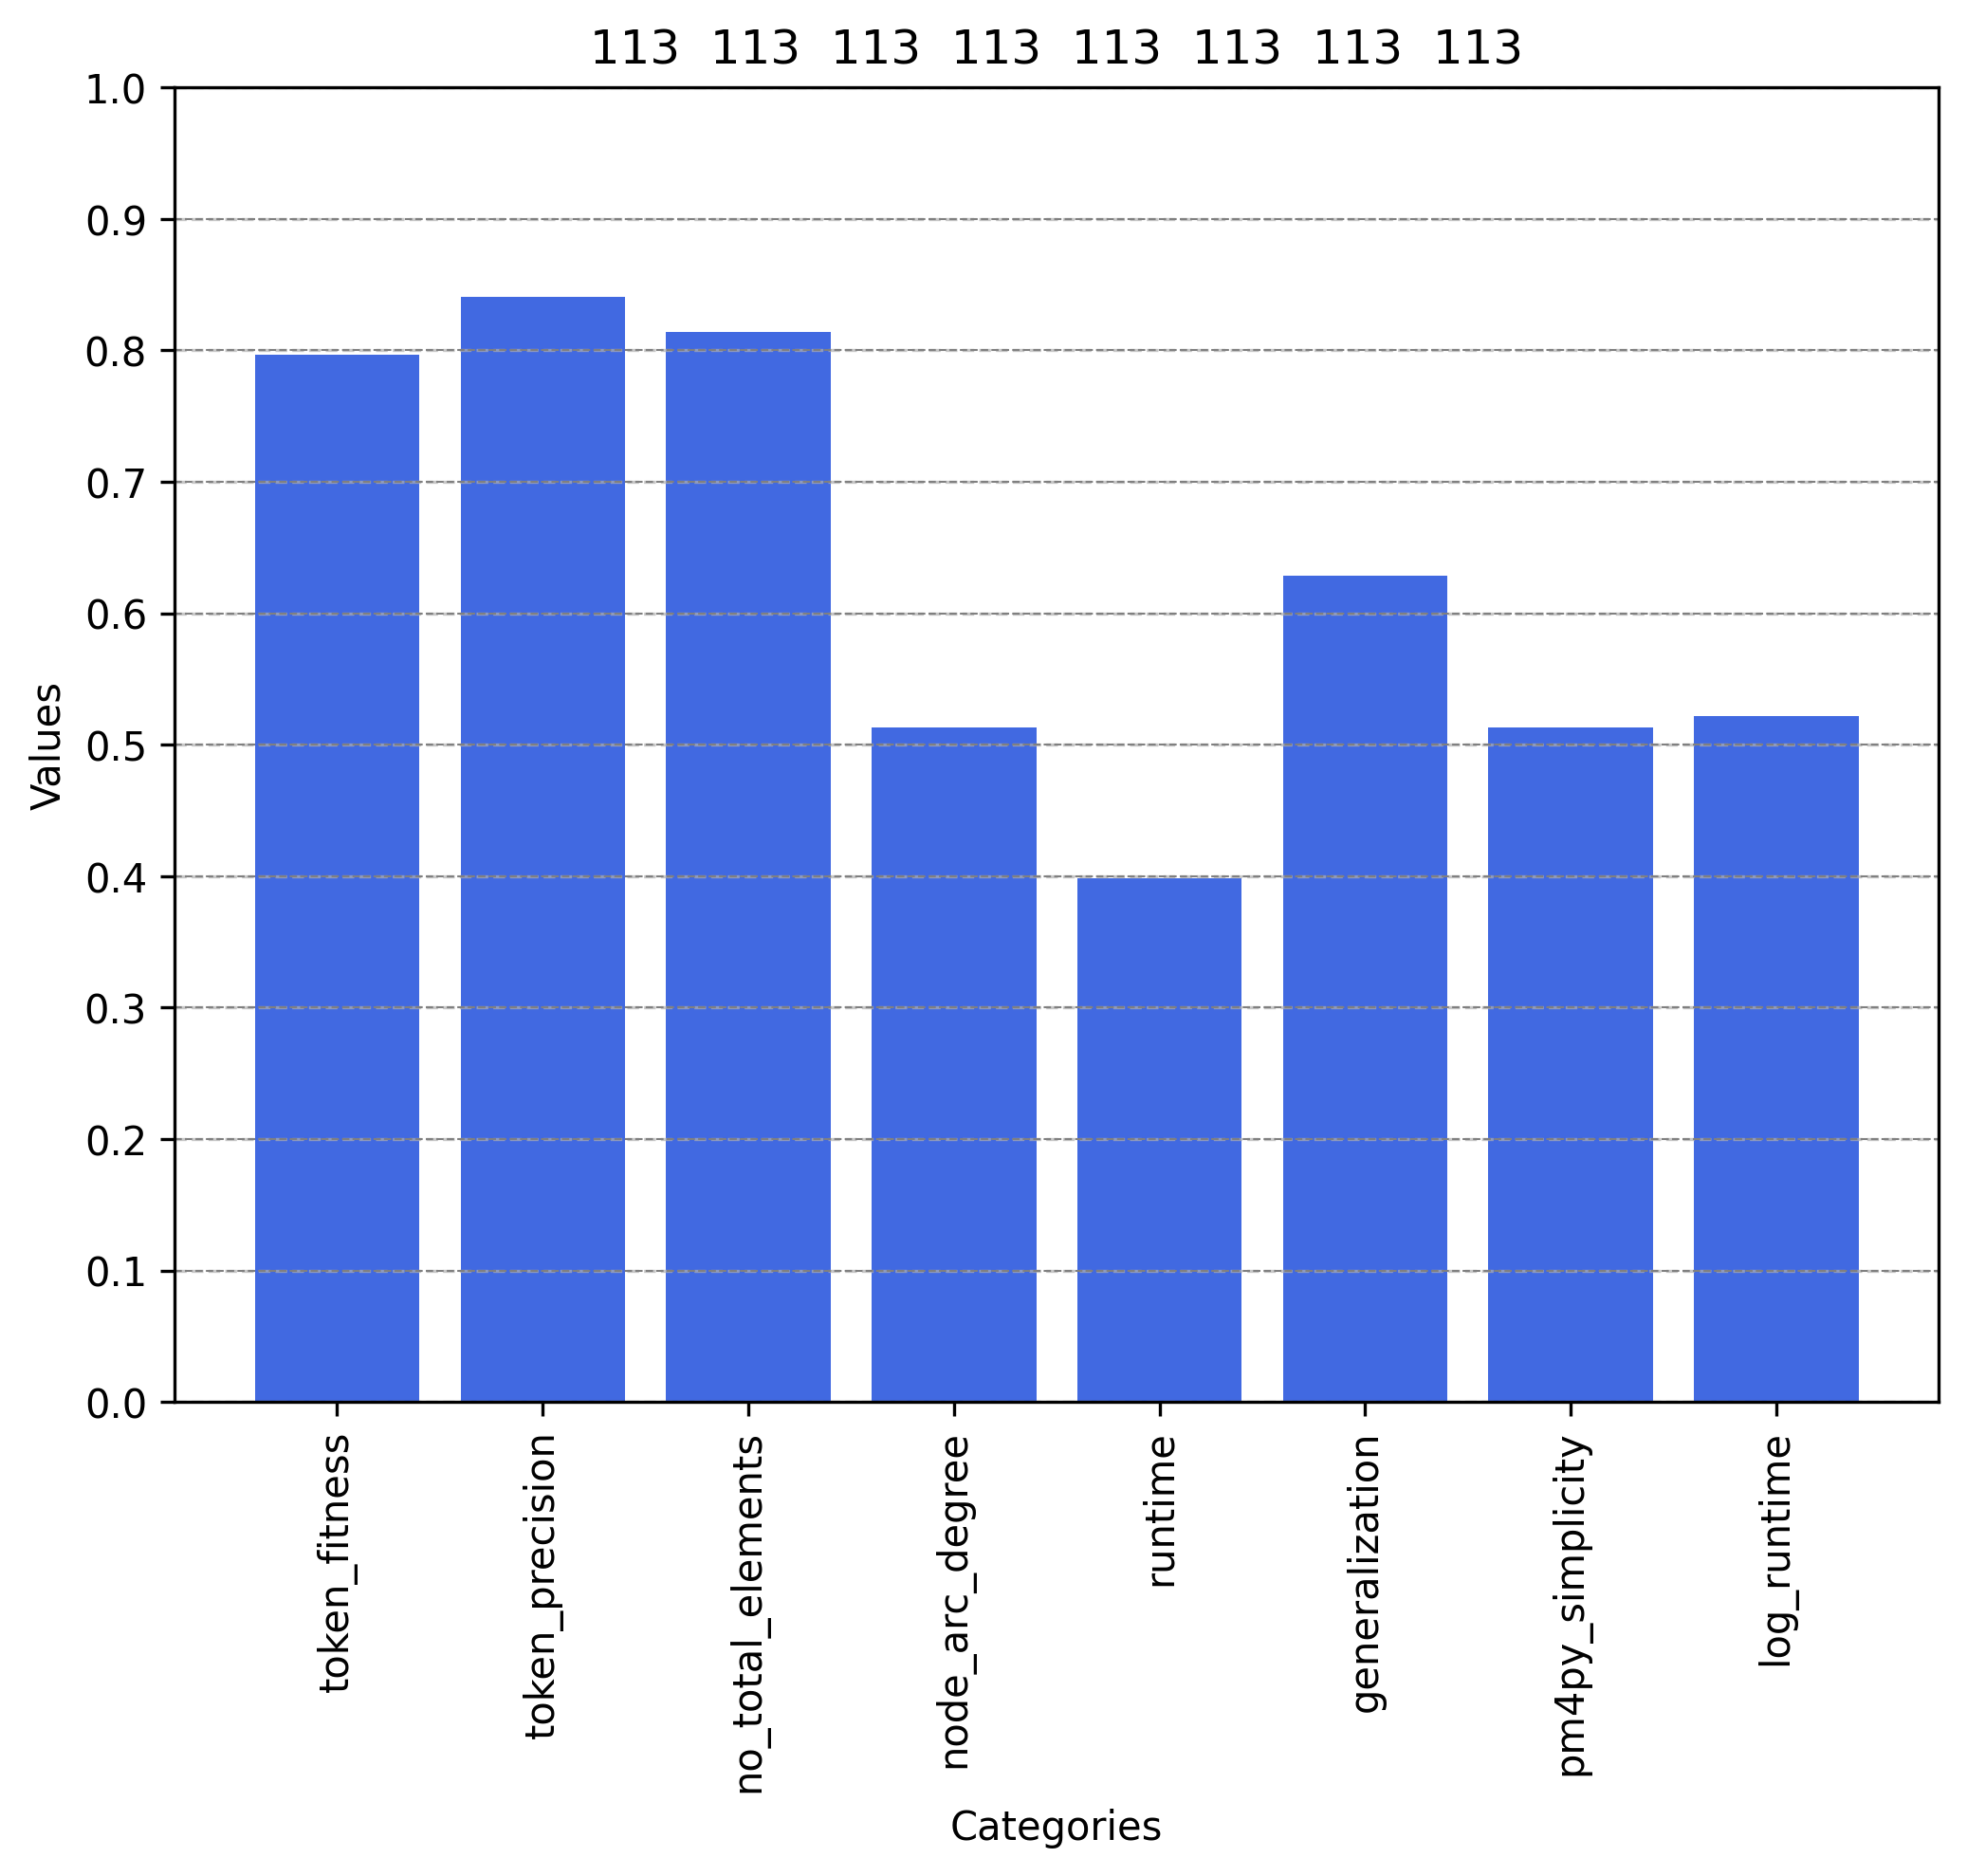 113 113 113 113 113 113 113 113
1.0
0.9
0.8
0.7
0.6
0.5
0.4
0.3
0.2
0.1
0.0
Values
token_fitness
token_precision
no_total_elements
node_arc_degree
runtime
generalization
pm4py_simplicity
log_runtime
Categories